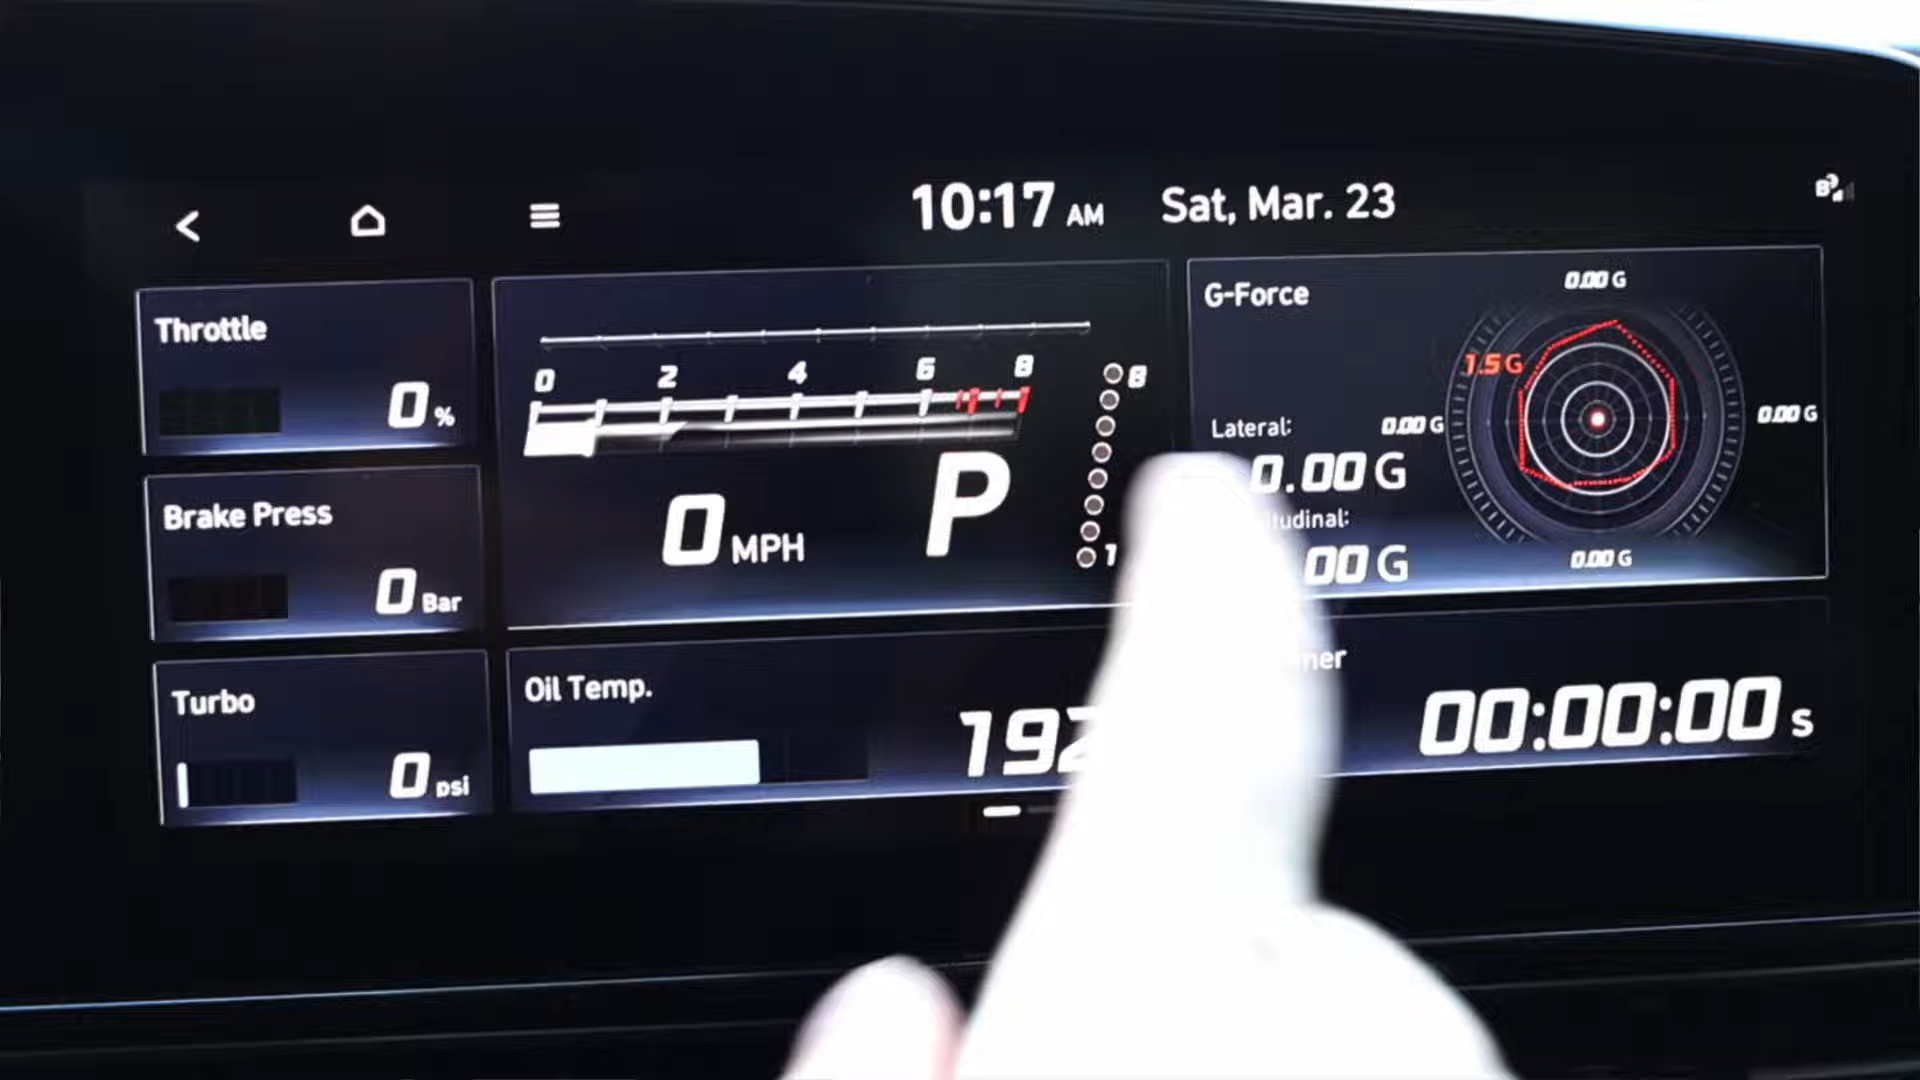 10:17 AM Sat, Mar. 23
Throttle
0 %
Brake Press
0 Bar
Turbo
0 psi
0 2 4 6 8
0 MPH
P
8
1
Oil Temp.
G-Force
0.00 G
1.5 G
Lateral:
0.00 G
0.00 G
0.00 G
0.00 G
00:00:00 s